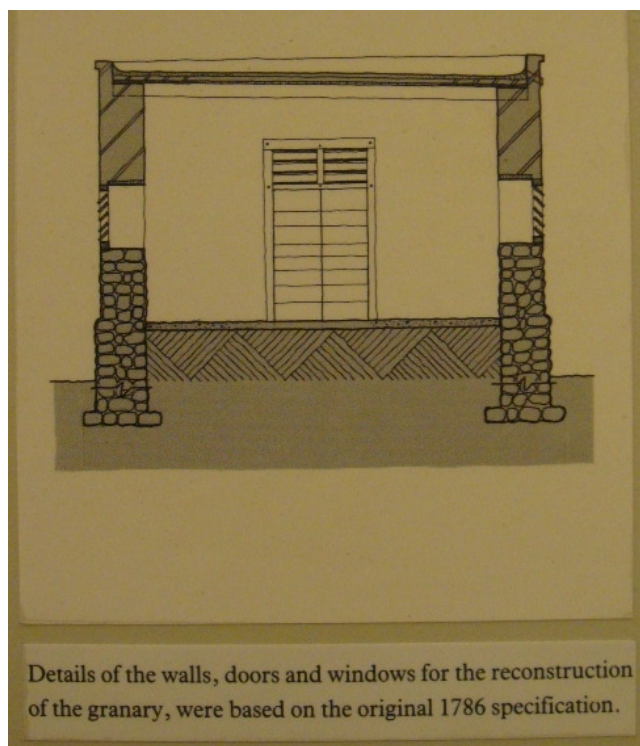 Details of the walls, doors and windows for the reconstruction
of the granary, were based on the original 1786 specification.